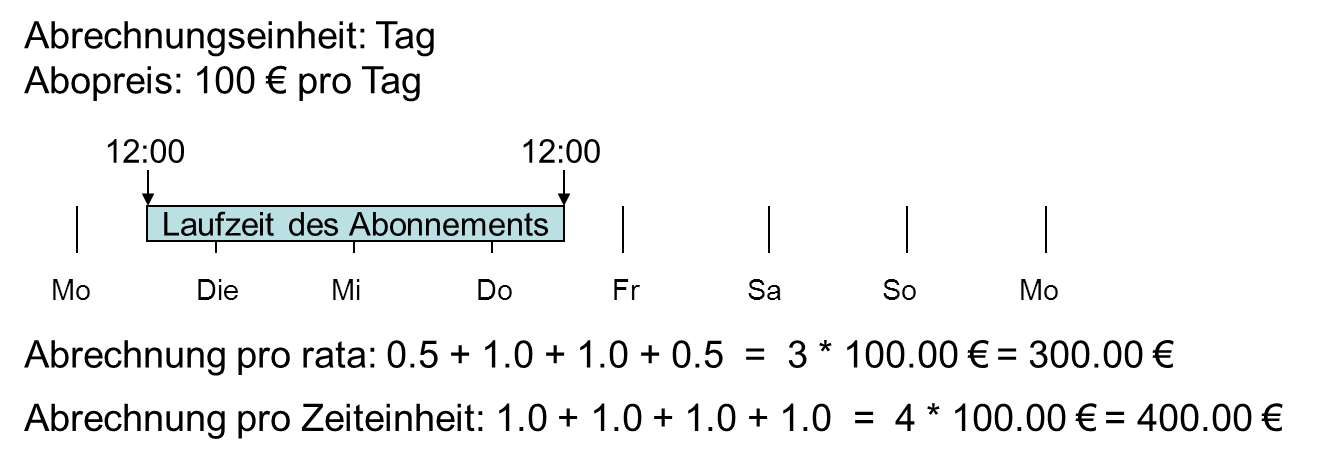 Abrechnungseinheit: Tag
Abopreis: 100 € pro Tag
12:00 12:00
Laufzeit des Abonnements
Mo Die Mi Do Fr Sa So Mo
Abrechnung pro rata: 0.5 + 1.0 + 1.0 + 0.5 = 3 * 100.00 € = 300.00 €
Abrechnung pro Zeiteinheit: 1.0 + 1.0 + 1.0 + 1.0 = 4 * 100.00 € = 400.00 €